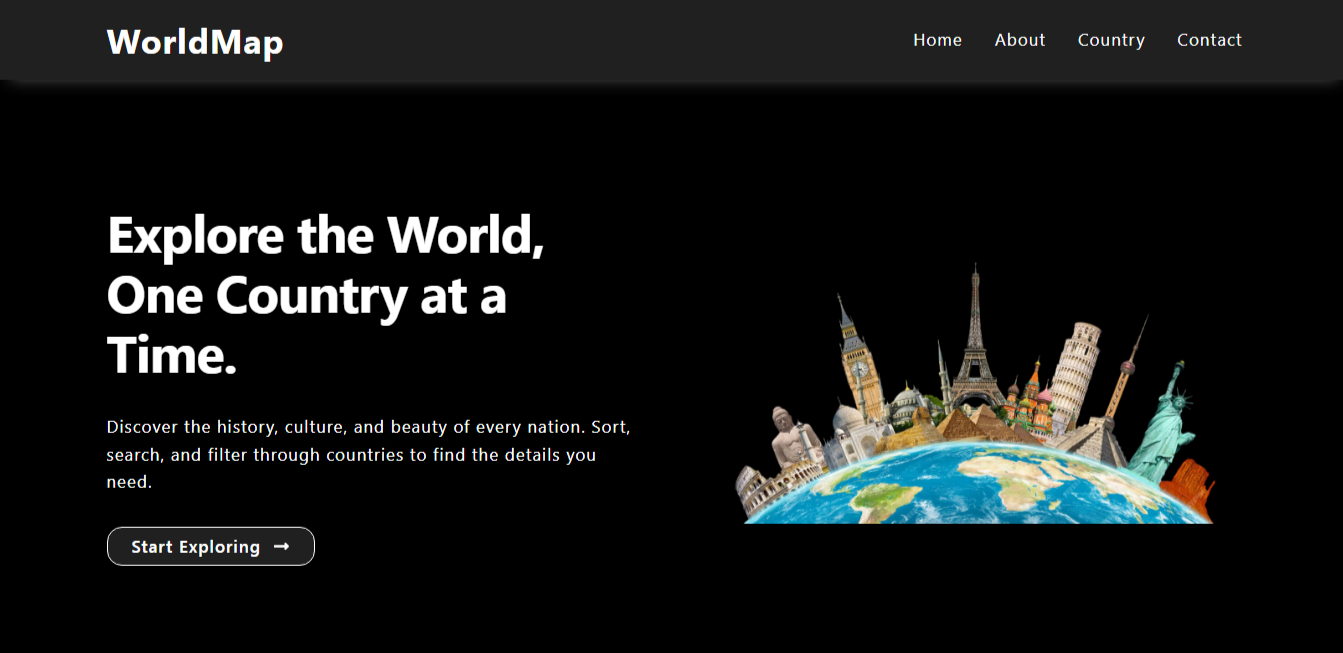 WorldMap
Home About Country Contact
Explore the World,
One Country at a
Time.
Discover the history, culture, and beauty of every nation. Sort,
search, and filter through countries to find the details you
need.
Start Exploring →